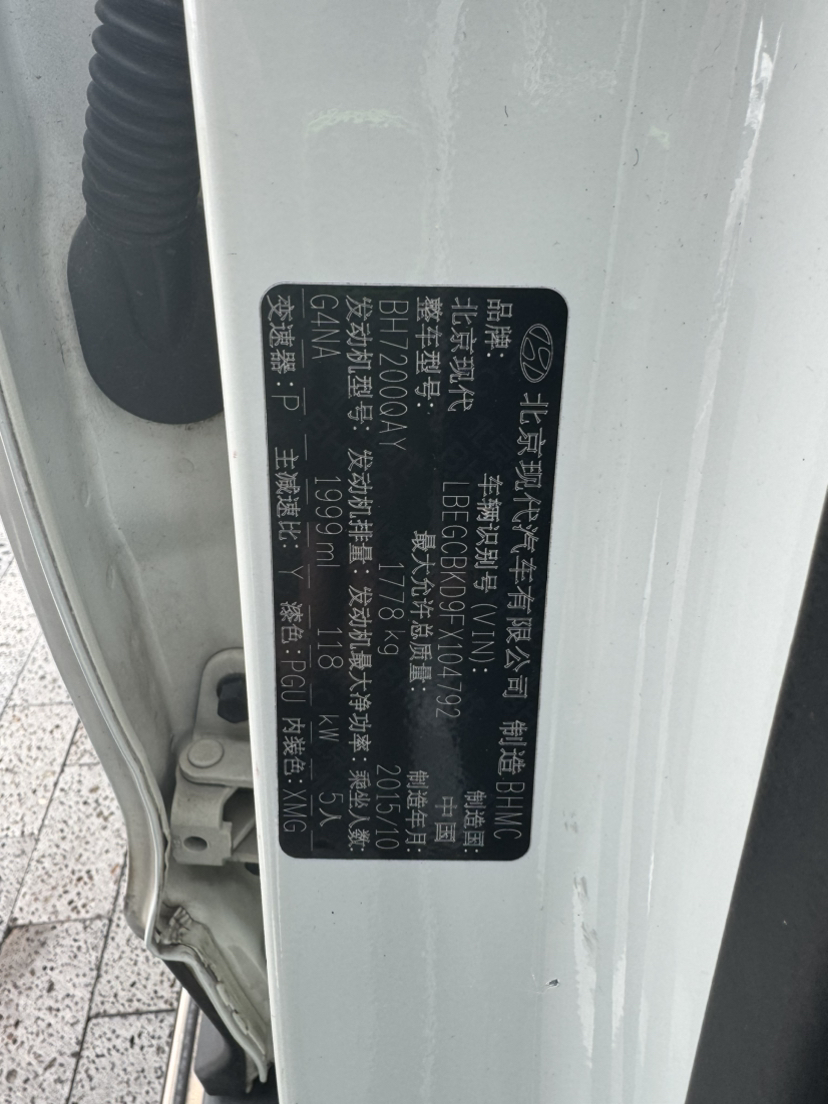 北京现代汽车有限公司 制造 BHMC
品牌: 车辆识别号 (VIN): 制造国:
北京现代 LBEGCBKD9FX104792 中国
整车型号: 最大允许总质量: 制造年月:
BH7200QAY 1778 kg 2015/10
发动机型号: 发动机排量: 发动机最大净功率: 乘坐人数:
G4NA 1999 ml 118 kW 5人
变速器: P 主减速比: Y 漆色: PGU 内装色: XMG